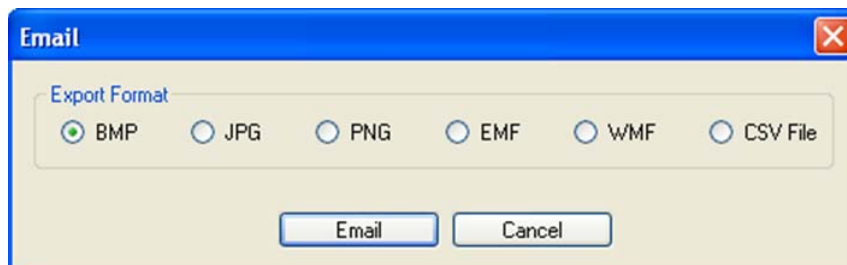 Email
Export Format
BMP JPG PNG EMF WMF CSV File
Email Cancel